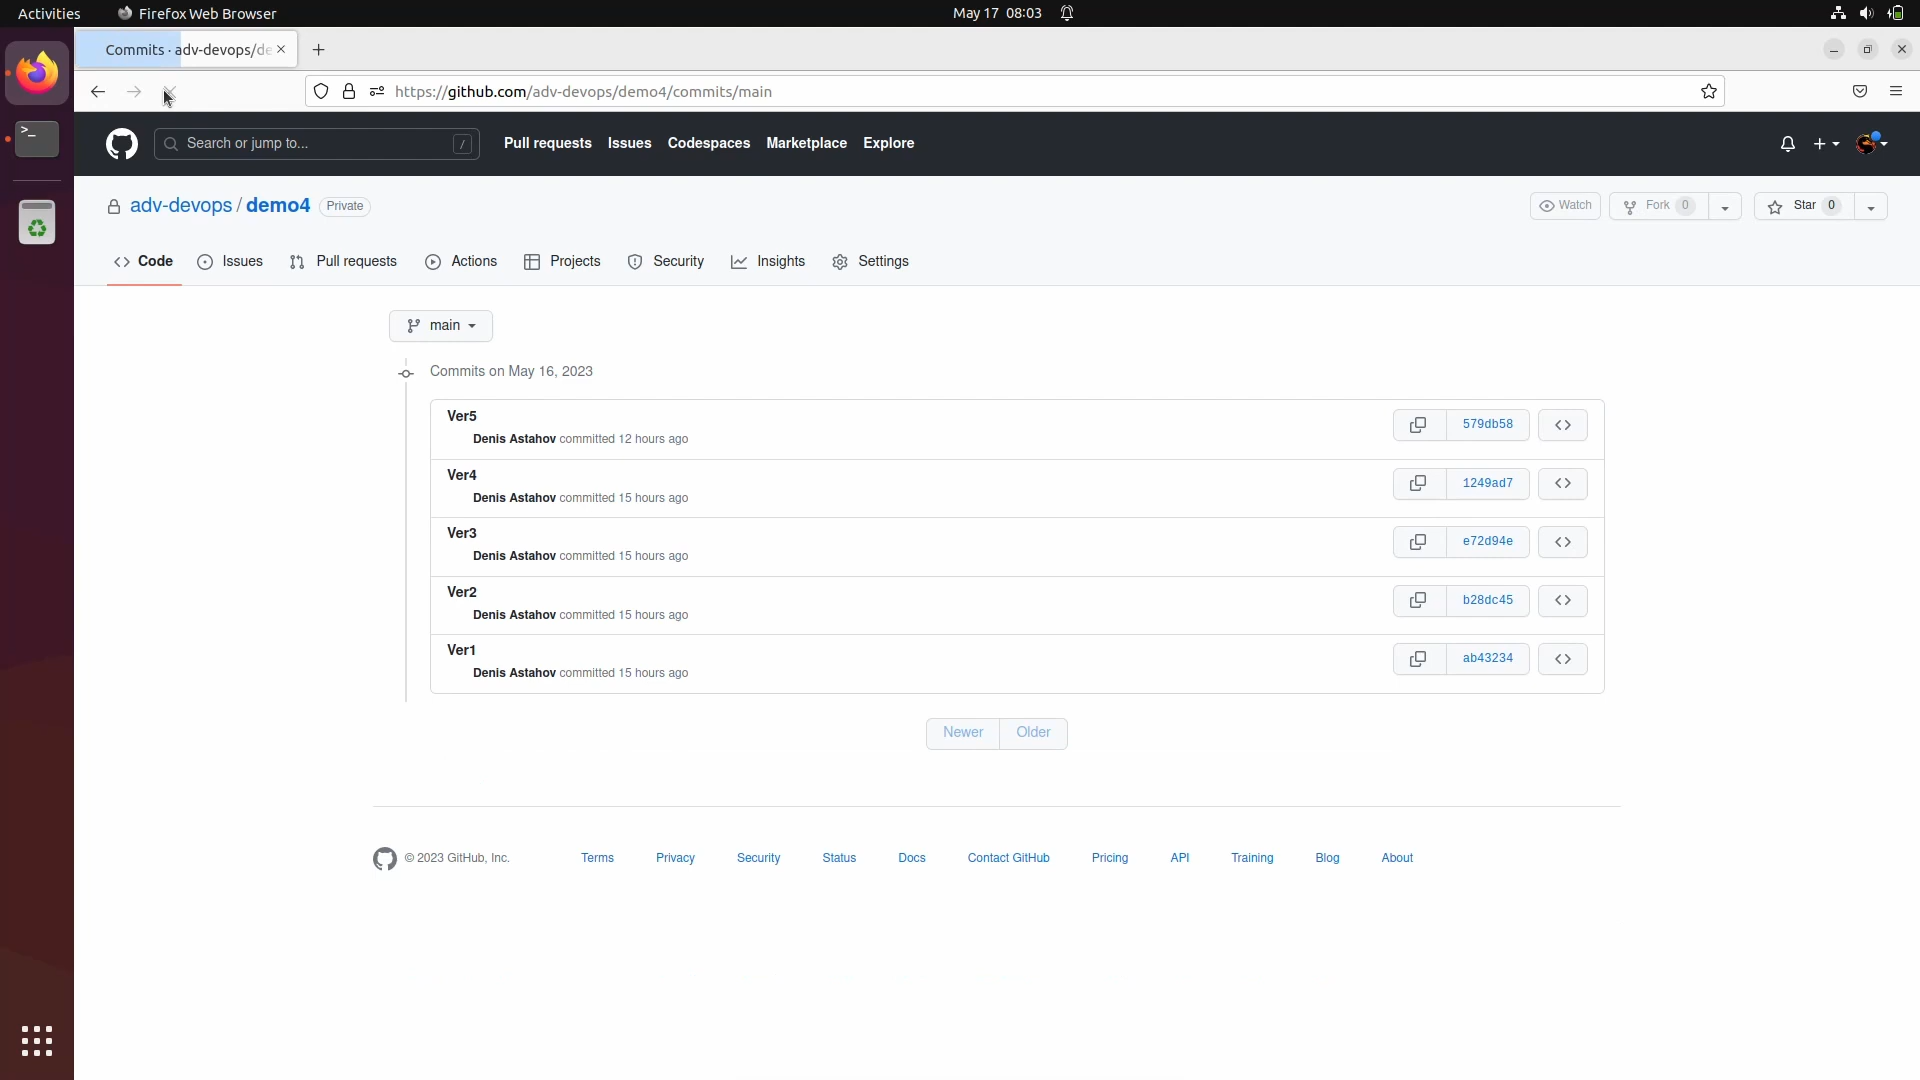 Activities Firefox Web Browser May 17 08:03
Commits · adv-devops/de
https://github.com/adv-devops/demo4/commits/main
Search or jump to... / Pull requests Issues Codespaces Marketplace Explore
adv-devops / demo4 Private Watch Fork 0 Star 0
Code Issues Pull requests Actions Projects Security Insights Settings
main
Commits on May 16, 2023
Ver5
Denis Astahov committed 12 hours ago 579db58
Ver4
Denis Astahov committed 15 hours ago 1249ad7
Ver3
Denis Astahov committed 15 hours ago e72d94e
Ver2
Denis Astahov committed 15 hours ago b28dc45
Ver1
Denis Astahov committed 15 hours ago ab43234
Newer Older
© 2023 GitHub, Inc. Terms Privacy Security Status Docs Contact GitHub Pricing API Training Blog About